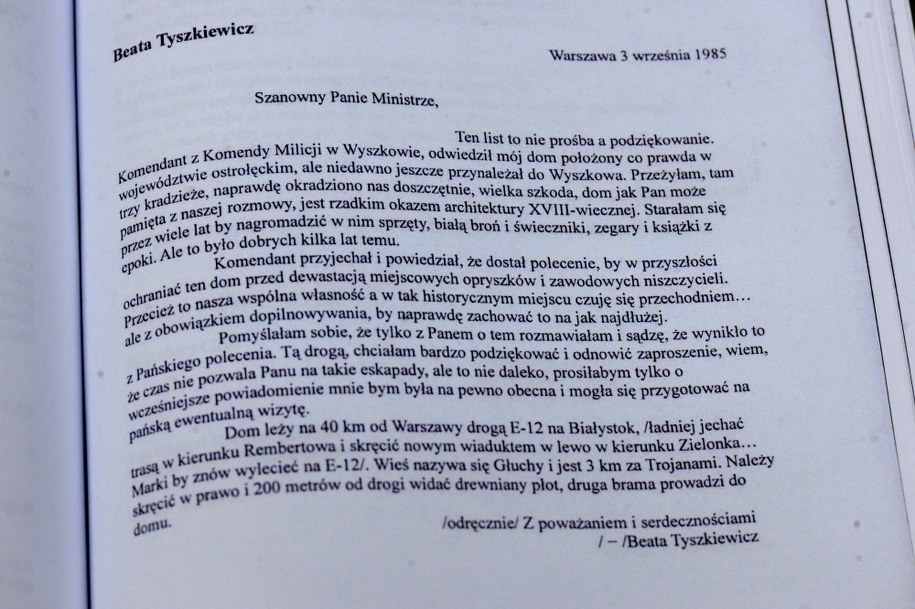 Beata Tyszkiewicz
Warszawa 3 września 1985
Szanowny Panie Ministrze,
Ten list to nie prośba a podziękowanie.
Komendant z Komendy Milicji w Wyszkowie, odwiedził mój dom położony co prawda w
województwie ostrołęckim, ale niedawno jeszcze przynależał do Wyszkowa. Przeżyłam, tam
trzy kradzieże, naprawdę okradziono nas doszczętnie, wielka szkoda, dom jak Pan może
pamięta z naszej rozmowy, jest rzadkim okazem architektury XVIII-wiecznej. Starałam się
przez wiele lat by nagromadzić w nim sprzęty, białą broń i świeczniki, zegary i książki z
epoki. Ale to było dobrych kilka lat temu.
Komendant przyjechał i powiedział, że dostał polecenie, by w przyszłości
ochraniać ten dom przed dewastacją miejscowych opryszków i zawodowych niszczycieli.
Przecież to nasza wspólna własność a w tak historycznym miejscu czuję się przechodniem...
ale z obowiązkiem dopilnowywania, by naprawdę zachować to na jak najdłużej.
Pomyślałam sobie, że tylko z Panem o tem rozmawiałam i sądzę, że wynikło to
z Pańskiego polecenia. Tą drogą, chciałam bardzo podziękować i odnowić zaproszenie, wiem,
że czas nie pozwala Panu na takie eskapady, ale to nie daleko, prosiłabym tylko o
wcześniejsze powiadomienie mnie bym była na pewno obecna i mogła się przygotować na
pańską ewentualną wizytę.
Dom leży na 40 km od Warszawy drogą E-12 na Białystok, /ładniej jechać
trasą w kierunku Rembertowa i skręcić nowym wiaduktem w lewo w kierunku Zielonka...
Marki by znów wylecieć na E-12/. Wieś nazywa się Głuchy i jest 3 km za Trojanami. Należy
skręcić w prawo i 200 metrów od drogi widać drewniany płot, druga brama prowadzi do
domu.
/odręcznie/ Z poważaniem i serdecznościami
/ – /Beata Tyszkiewicz